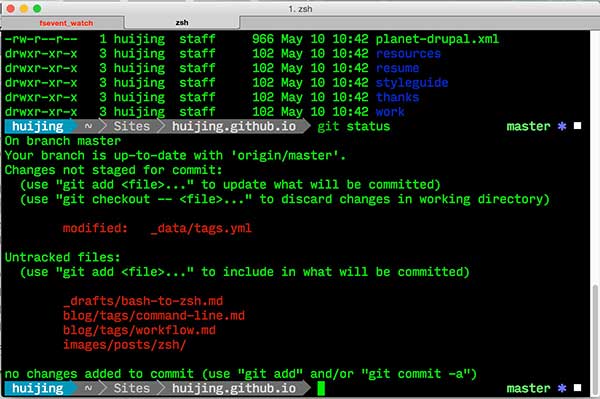 1. zsh
fsevent_watch zsh
-rw-r--r-- 1 huijing staff 966 May 10 10:42 planet-drupal.xml
drwxr-xr-x 3 huijing staff 102 May 10 10:42 resources
drwxr-xr-x 3 huijing staff 102 May 10 10:42 resume
drwxr-xr-x 3 huijing staff 102 May 10 10:42 styleguide
drwxr-xr-x 3 huijing staff 102 May 10 10:42 thanks
drwxr-xr-x 3 huijing staff 102 May 10 10:42 work
huijing ~ Sites huijing.github.io git status master *
On branch master
Your branch is up-to-date with 'origin/master'.
Changes not staged for commit:
(use "git add <file>..." to update what will be committed)
(use "git checkout -- <file>..." to discard changes in working directory)
modified: _data/tags.yml
Untracked files:
(use "git add <file>..." to include in what will be committed)
_drafts/bash-to-zsh.md
blog/tags/command-line.md
blog/tags/workflow.md
images/posts/zsh/
no changes added to commit (use "git add" and/or "git commit -a")
huijing ~ Sites huijing.github.io master *